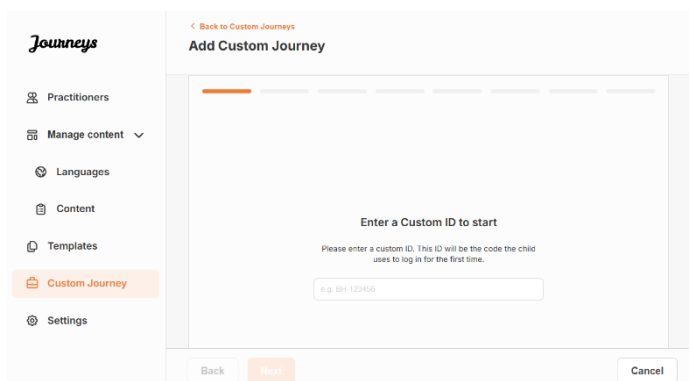 Journeys
Practitioners
Manage content
Languages
Content
Templates
Custom Journey
Settings
< Back to Custom Journeys
Add Custom Journey
Enter a Custom ID to start
Please enter a custom ID. This ID will be the code the child
uses to log in for the first time.
e.g. BH-123456
Back
Next
Cancel